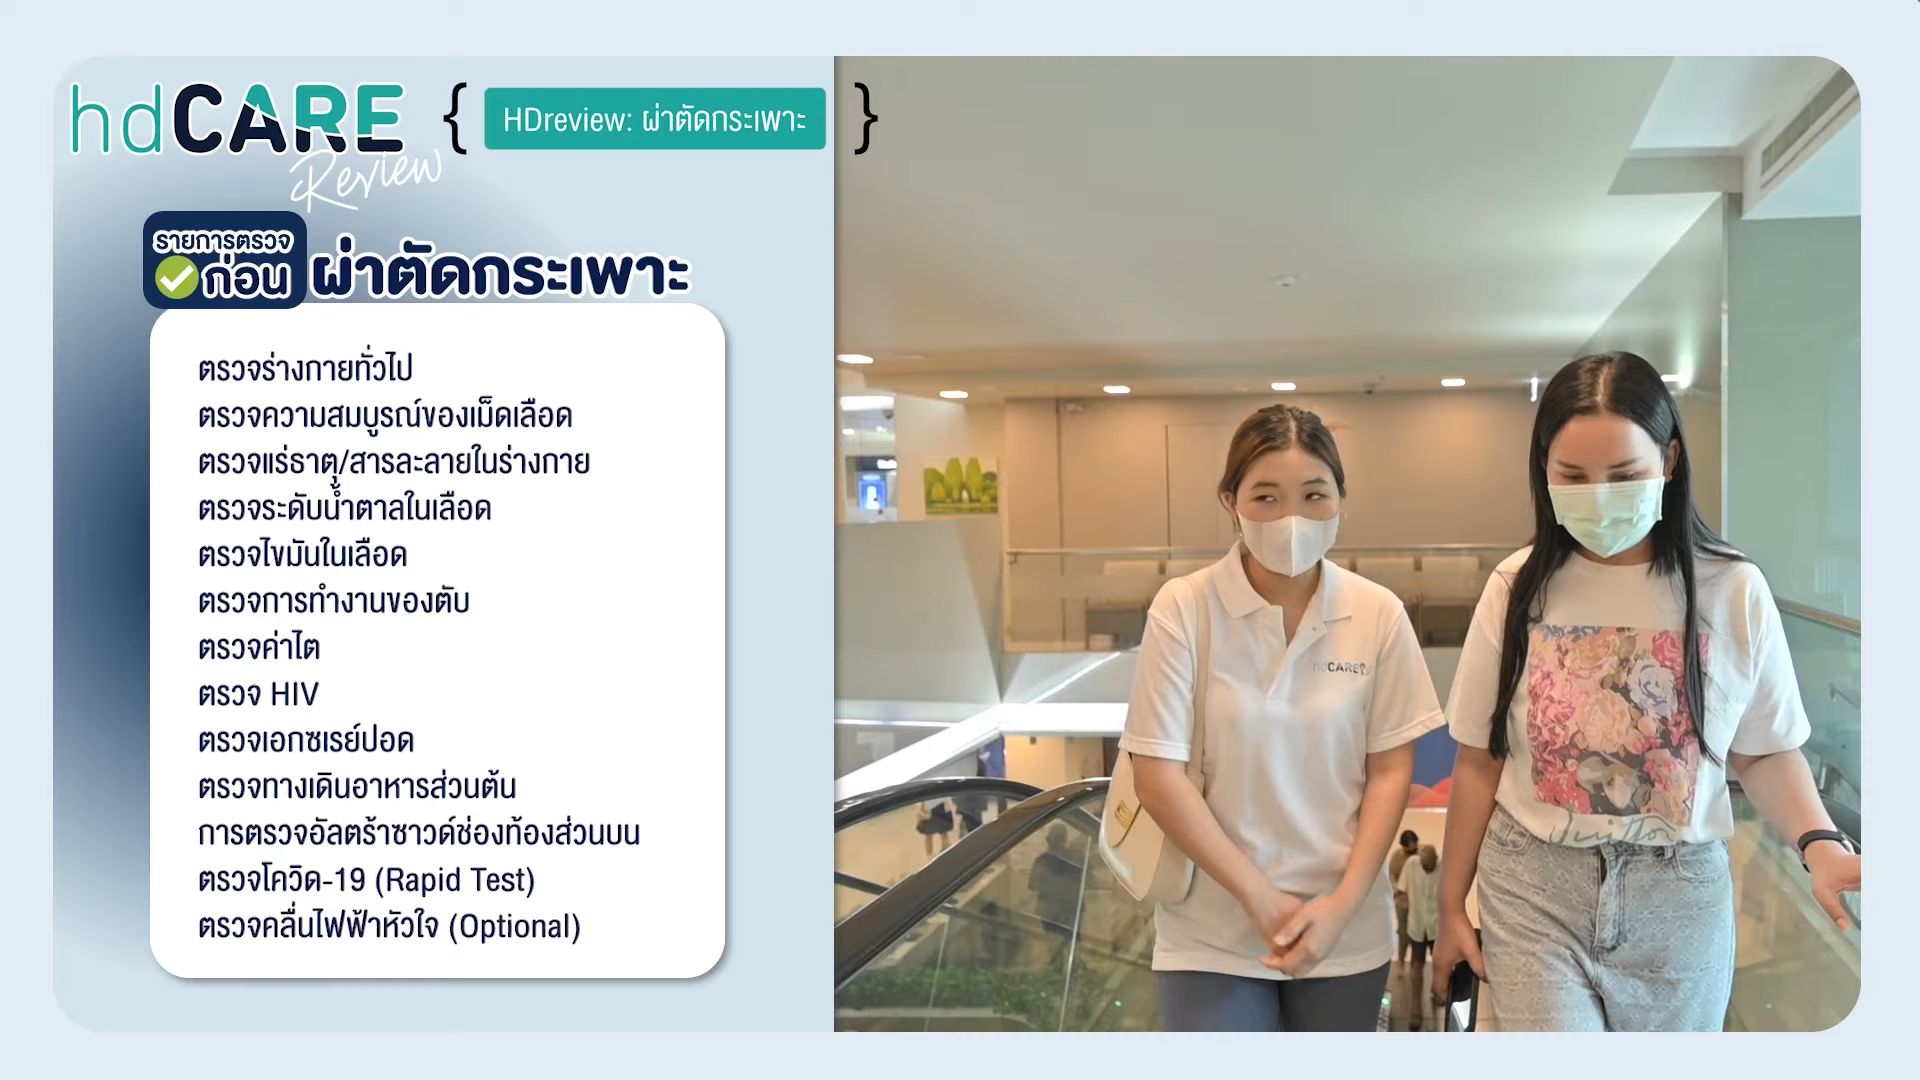 hdCARE
Review
{ HDreview: ผ่าตัดกระเพาะ }
รายการตรวจ
ก่อน ผ่าตัดกระเพาะ
ตรวจร่างกายทั่วไป
ตรวจความสมบูรณ์ของเม็ดเลือด
ตรวจแร่ธาตุ/สารละลายในร่างกาย
ตรวจระดับน้ำตาลในเลือด
ตรวจไขมันในเลือด
ตรวจการทำงานของตับ
ตรวจค่าไต
ตรวจ HIV
ตรวจเอกซเรย์ปอด
ตรวจทางเดินอาหารส่วนต้น
การตรวจอัลตร้าซาวด์ช่องท้องส่วนบน
ตรวจโควิด-19 (Rapid Test)
ตรวจคลื่นไฟฟ้าหัวใจ (Optional)
hdCARE